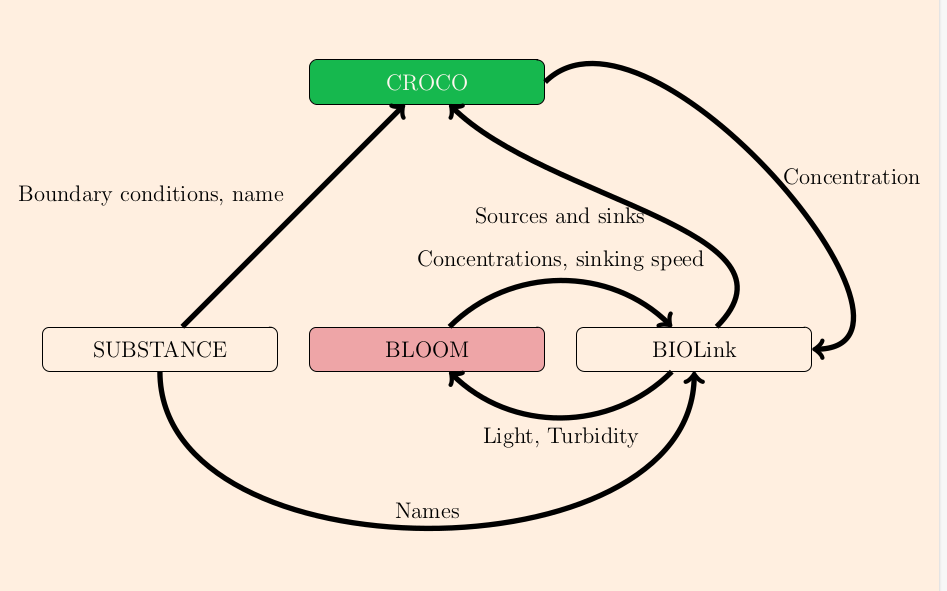 CROCO
Concentration
Boundary conditions, name
Sources and sinks
Concentrations, sinking speed
SUBSTANCE
BLOOM
BIOLink
Light, Turbidity
Names